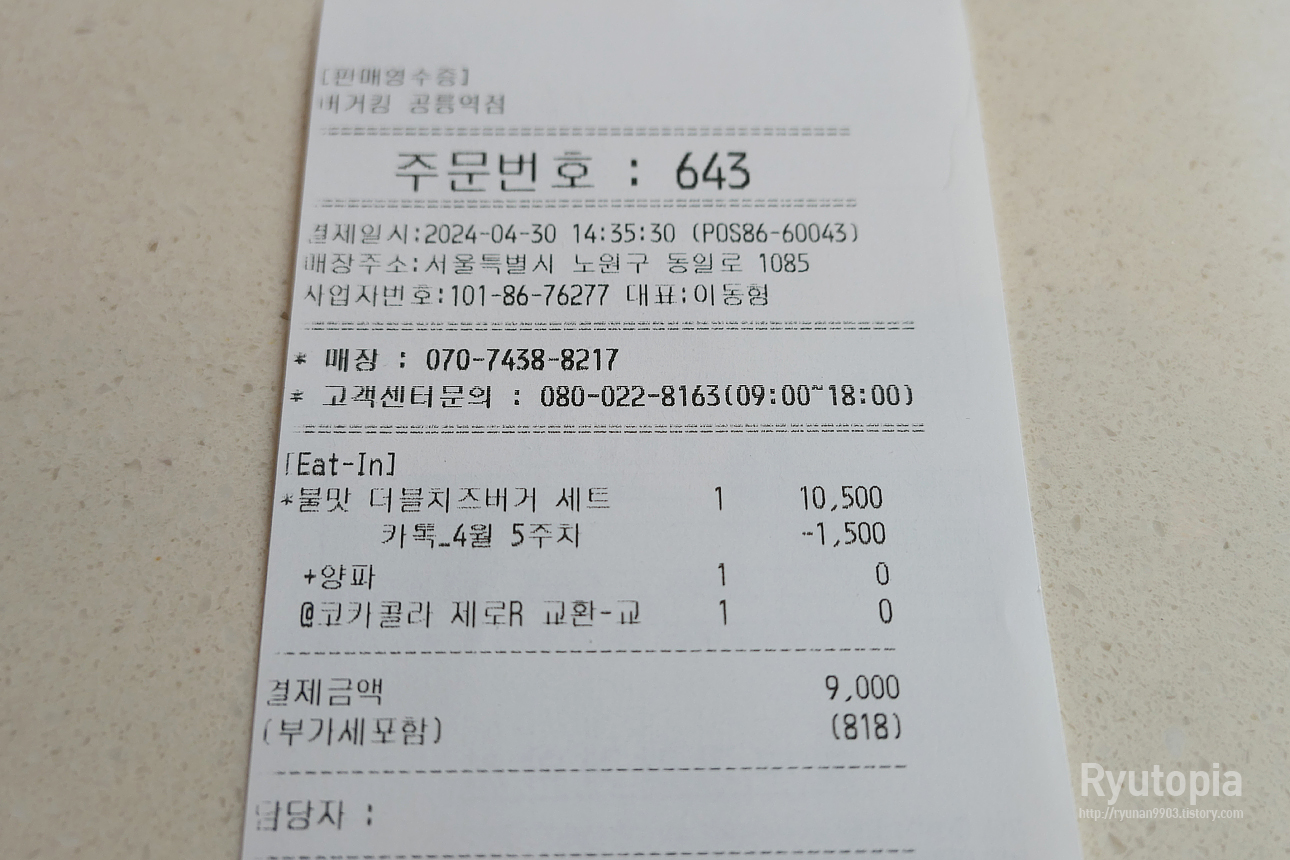 [판매영수증]
버거킹 공릉역점
주문번호 : 643
결제일시:2024-04-30 14:35:30 (POS86-60043)
매장주소:서울특별시 노원구 동일로 1085
사업자번호:101-86-76277 대표:이동형
* 매장 : 070-7438-8217
* 고객센터문의 : 080-022-8163(09:00~18:00)
[Eat-In]
*불맛 더블치즈버거 세트 1 10,500
카톡_4월 5주차 -1,500
+양파 1 0
@코카콜라 제로R 교환-교 1 0
결제금액 9,000
(부가세포함) (818)
담당자 :
Ryutopia
http://ryunan9903.tistory.com